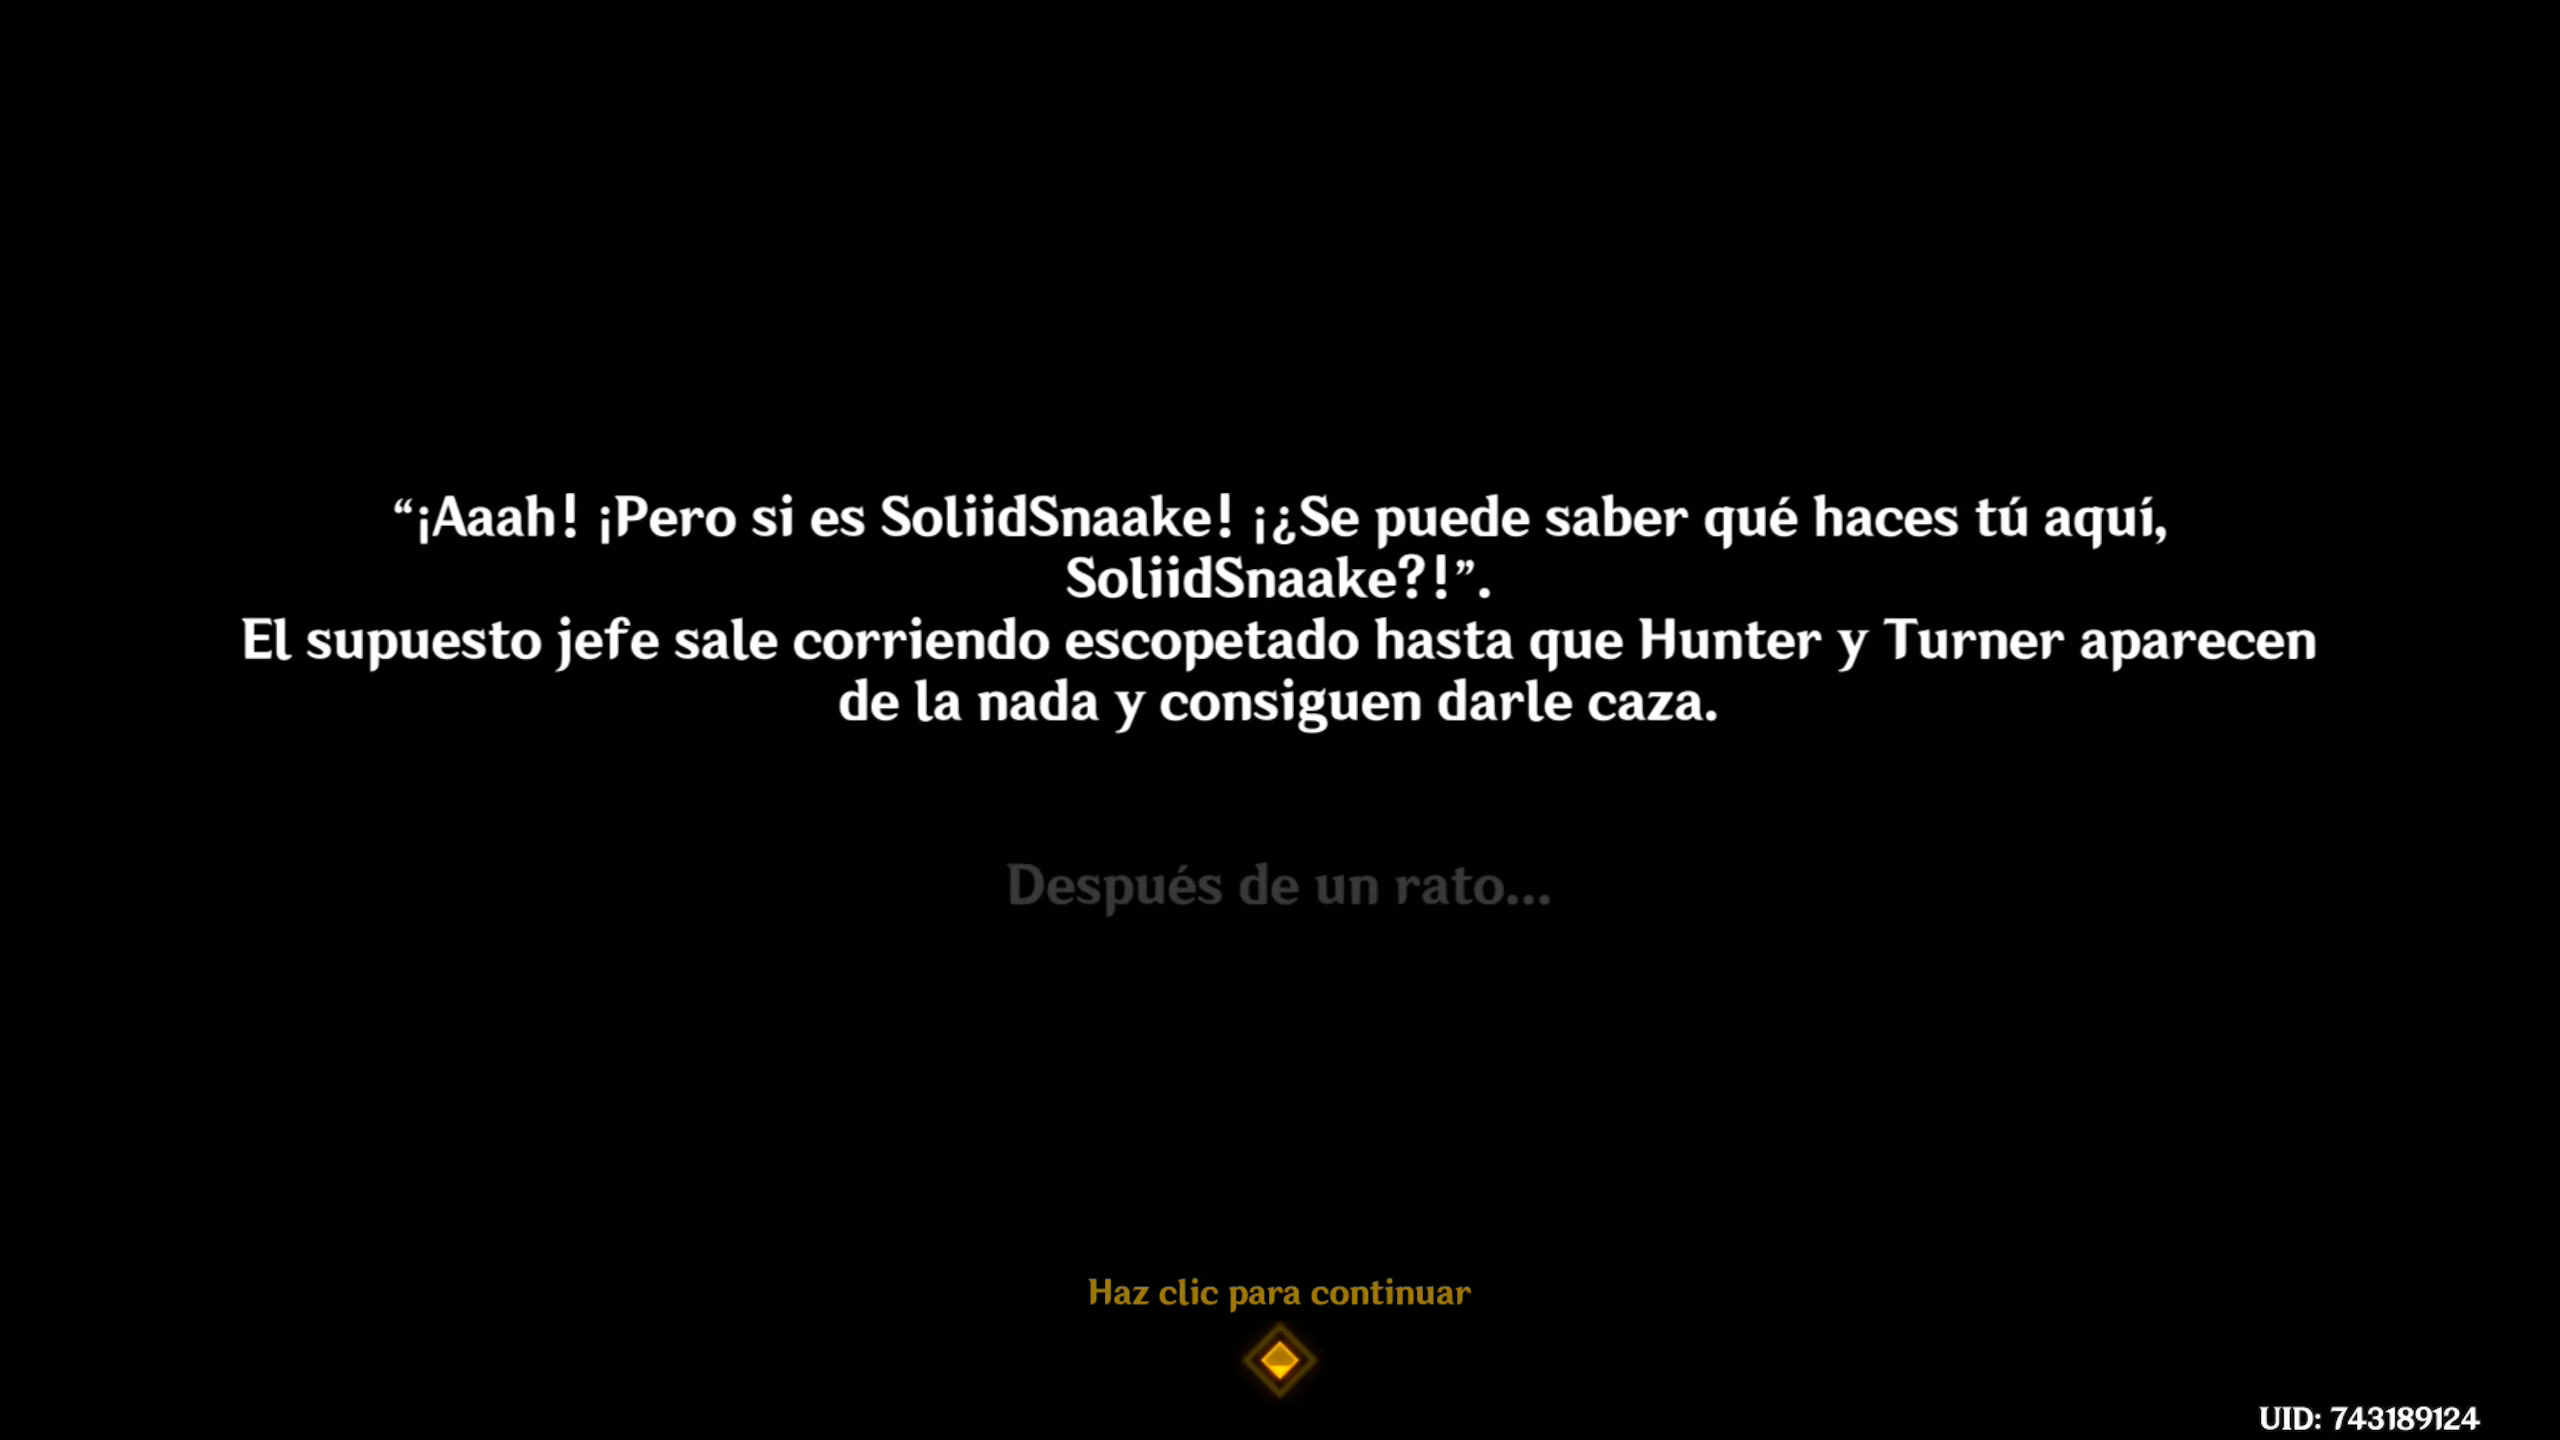 “¡Aaah! ¡Pero si es SoliidSnaake! ¡¿Se puede saber qué haces tú aquí,
SoliidSnaake?!”.
El supuesto jefe sale corriendo escopetado hasta que Hunter y Turner aparecen
de la nada y consiguen darle caza.
Después de un rato...
Haz clic para continuar
UID: 743189124